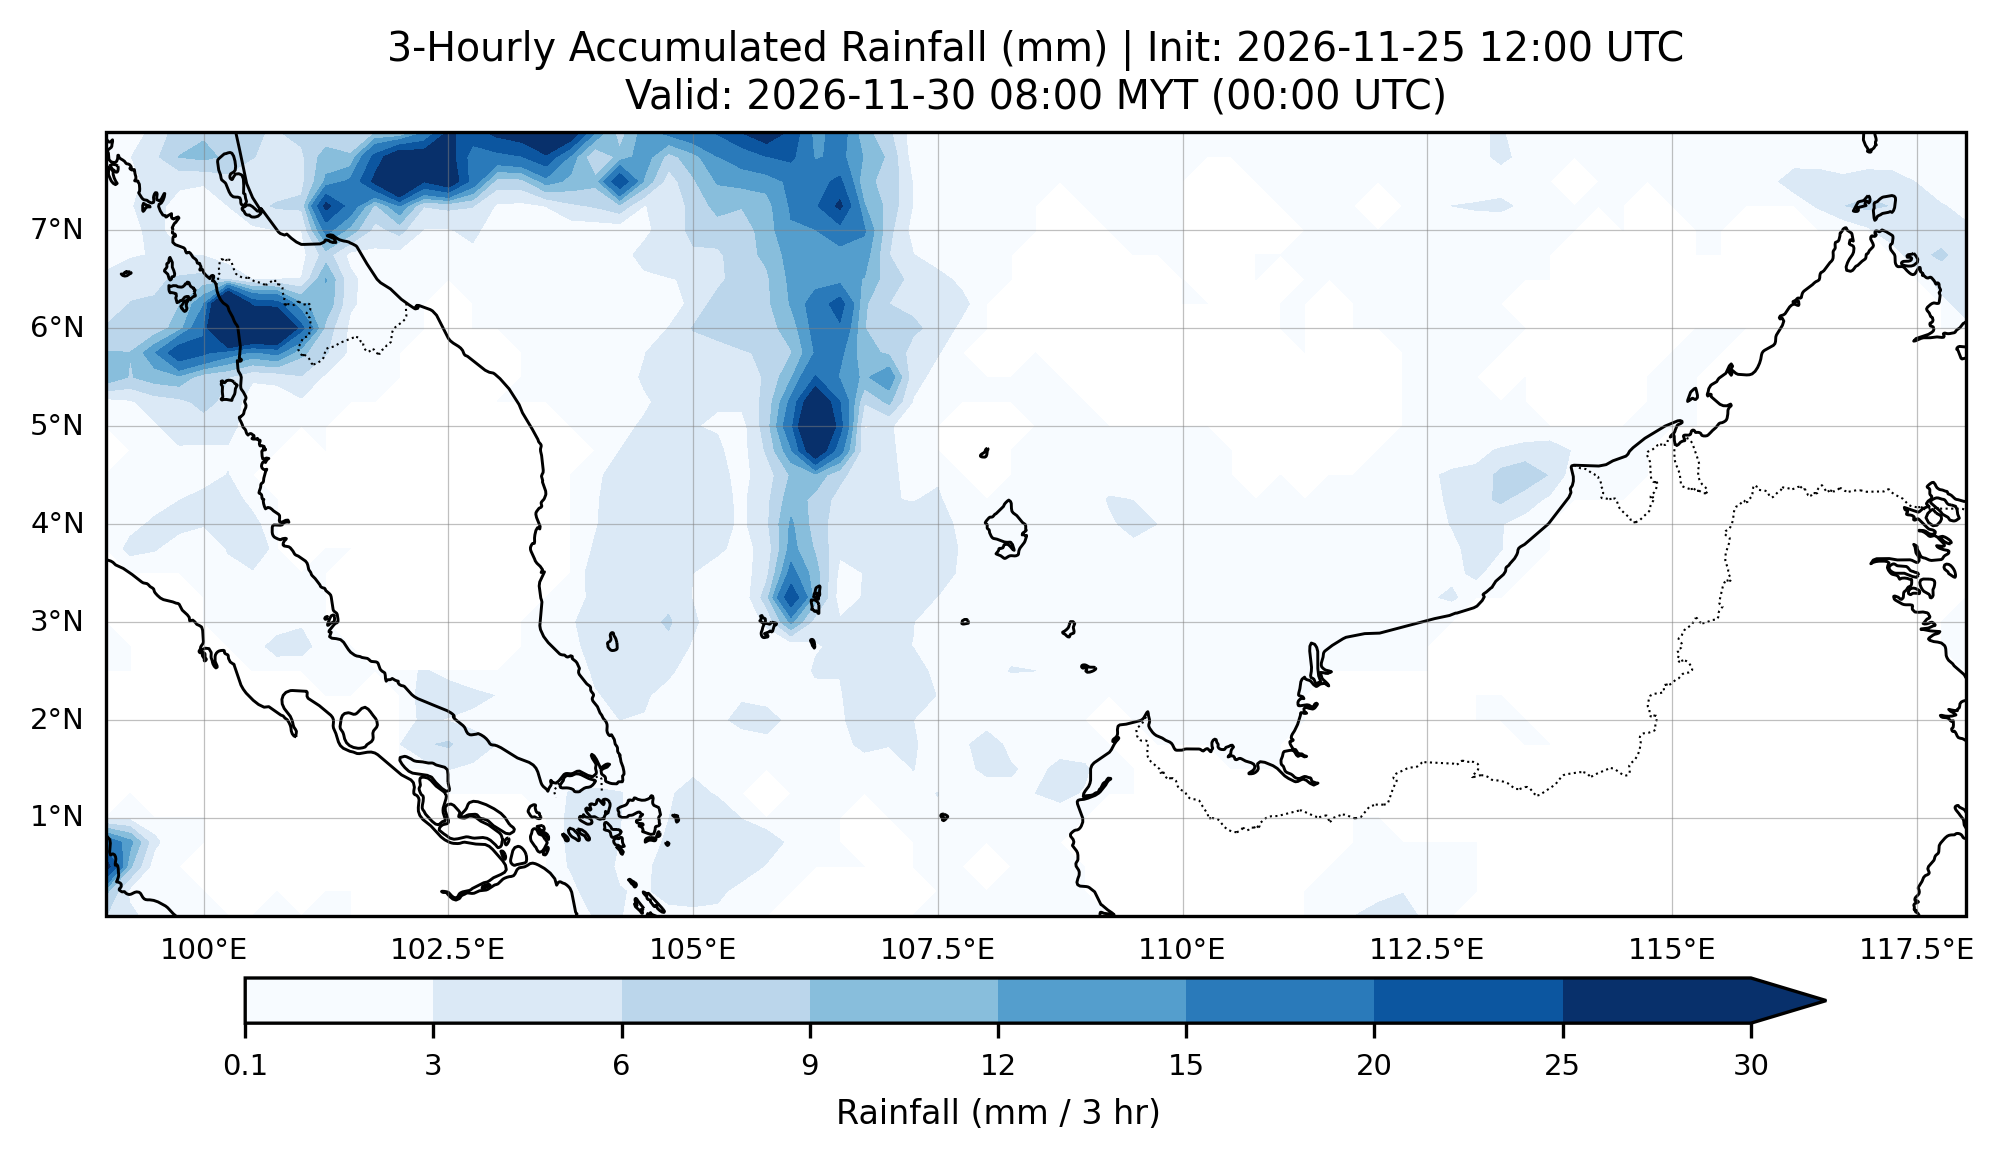 3-Hourly Accumulated Rainfall (mm) | Init: 2026-11-25 12:00 UTC
Valid: 2026-11-30 08:00 MYT (00:00 UTC)
7°N
6°N
5°N
4°N
3°N
2°N
1°N
100°E 102.5°E 105°E 107.5°E 110°E 112.5°E 115°E 117.5°E
0.1 3 6 9 12 15 20 25 30
Rainfall (mm / 3 hr)